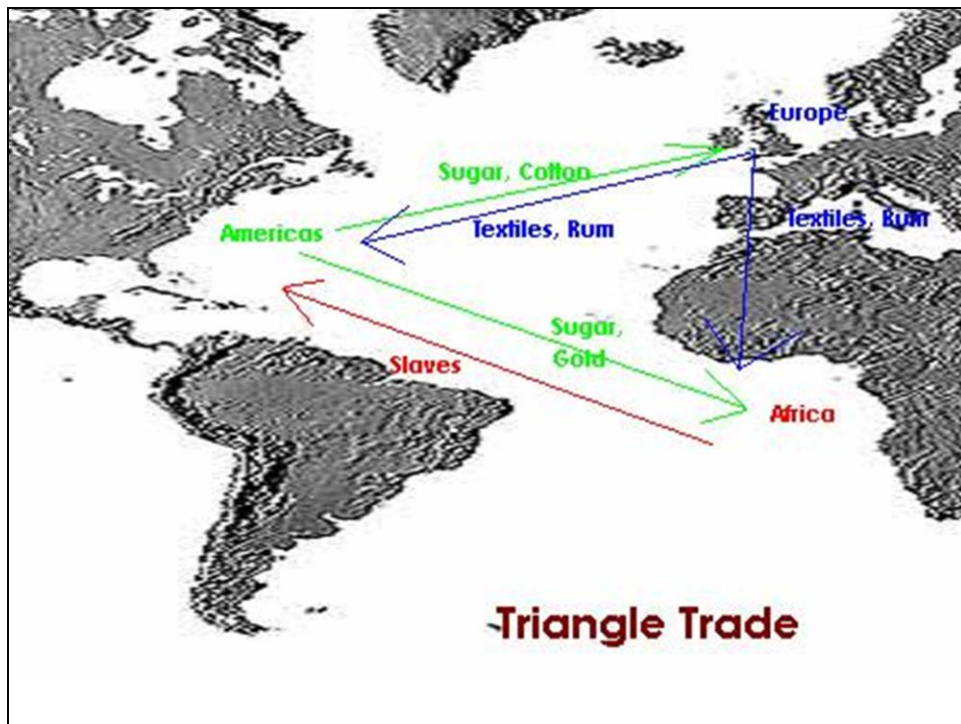 Europe
Sugar, Cotton
Americas
Textiles, Rum
Textiles, Rum
Sugar,
Gold
Slaves
Africa
Triangle Trade